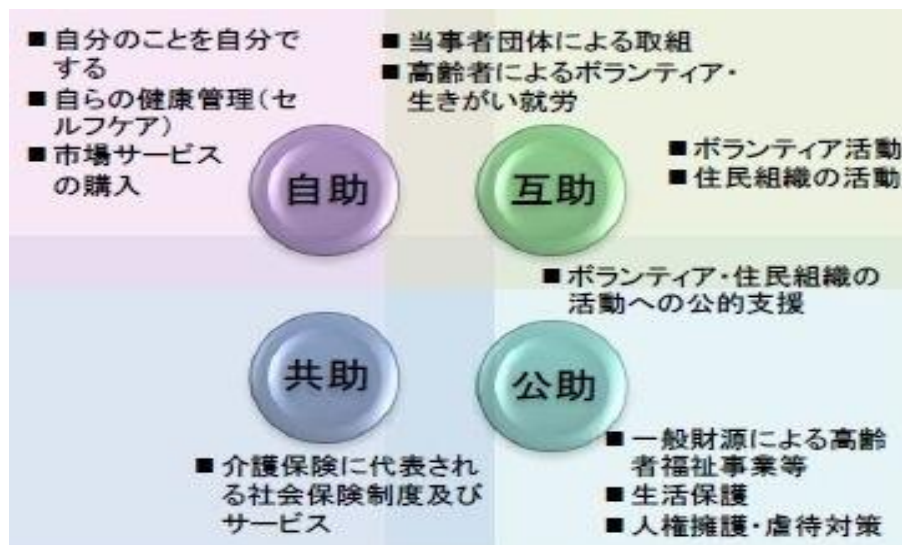 ■ 自分のことを自分で
する
■ 自らの健康管理(セ
ルフケア)
■ 市場サービス
の購入
自助
■ 当事者団体による取組
■ 高齢者によるボランティア・
生きがい就労
■ ボランティア活動
■ 住民組織の活動
互助
■ ボランティア・住民組織の
活動への公的支援
共助
■ 介護保険に代表され
る社会保険制度及び
サービス
公助
■ 一般財源による高齢
者福祉事業等
■ 生活保護
■ 人権擁護・虐待対策